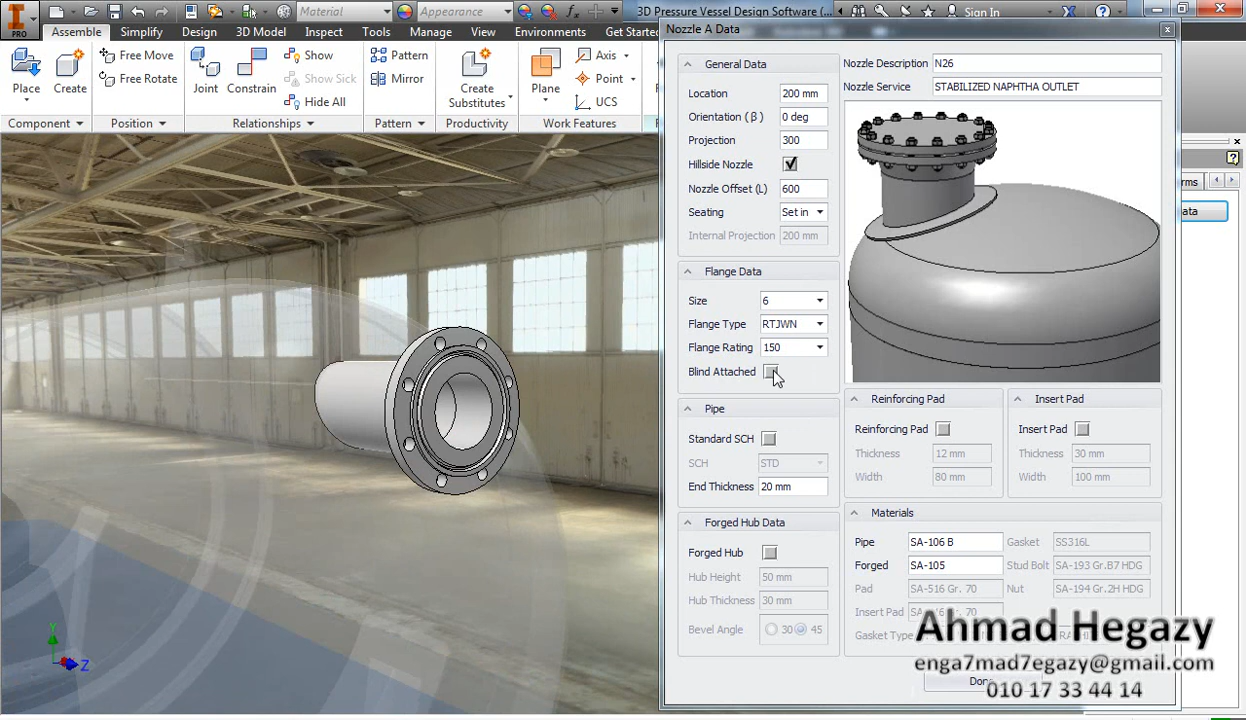 Material
Appearance
3D Pressure Vessel Design Software (...
Sign In
PRO
Assemble
Simplify
Design
3D Model
Inspect
Tools
Manage
View
Environments
Get Started
Place
Create
Free Move
Free Rotate
Joint
Constrain
Show
Show Sick
Hide All
Pattern
Mirror
Create
Substitutes
Plane
Axis
Point
UCS
Component
Position
Relationships
Pattern
Productivity
Work Features
Y
Z
Nozzle A Data
General Data
Location 200 mm
Orientation ( β ) 0 deg
Projection 300
Hillside Nozzle
Nozzle Offset (L) 600
Seating Set in
Internal Projection 200 mm
Flange Data
Size 6
Flange Type RTJWN
Flange Rating 150
Blind Attached
Pipe
Standard SCH
SCH STD
End Thickness 20 mm
Forged Hub Data
Forged Hub
Hub Height 50 mm
Hub Thickness 30 mm
Bevel Angle 30 45
Nozzle Description N26
Nozzle Service STABILIZED NAPHTHA OUTLET
Reinforcing Pad
Reinforcing Pad
Thickness 12 mm
Width 80 mm
Insert Pad
Insert Pad
Thickness 30 mm
Width 100 mm
Materials
Pipe SA-106 B Gasket SS316L
Forged SA-105 Stud Bolt SA-193 Gr.B7 HDG
Pad SA-516 Gr. 70 Nut SA-194 Gr.2H HDG
Insert Pad
Gasket Type
Ahmad Hegazy
enga7mad7egazy@gmail.com
010 17 33 44 14